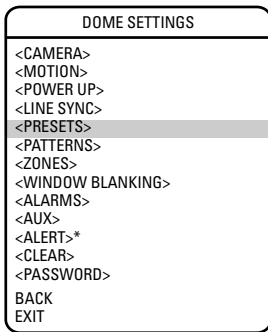 DOME SETTINGS
<CAMERA>
<MOTION>
<POWER UP>
<LINE SYNC>
<PRESETS>
<PATTERNS>
<ZONES>
<WINDOW BLANKING>
<ALARMS>
<AUX>
<ALERT>*
<CLEAR>
<PASSWORD>
BACK
EXIT